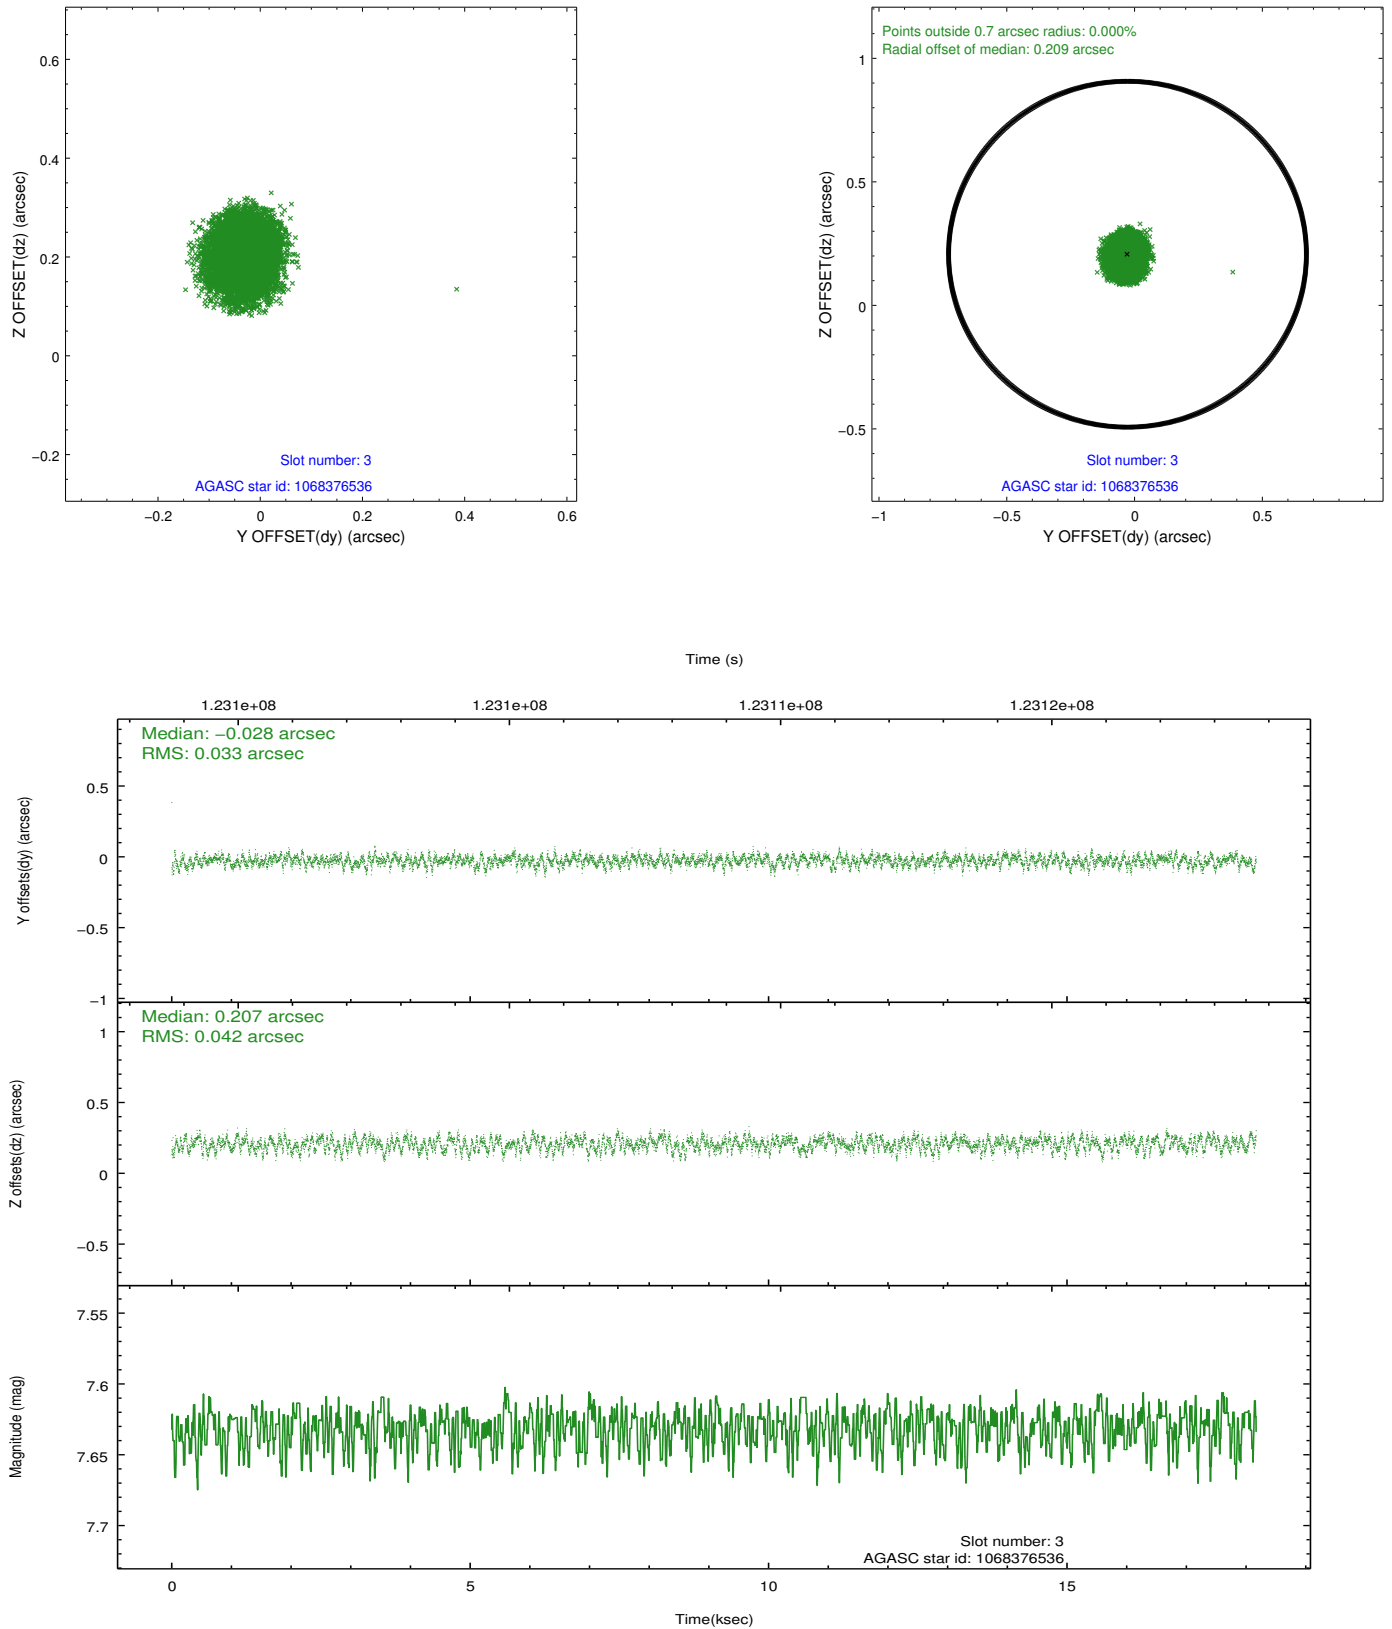 0.6
0.4
0.2
0
−0.2
Z OFFSET(dz) (arcsec)
Slot number: 3
AGASC star id: 1068376536
−0.2 0 0.2 0.4 0.6
Y OFFSET(dy) (arcsec)
Points outside 0.7 arcsec radius: 0.000%
Radial offset of median: 0.209 arcsec
1
0.5
0
−0.5
Z OFFSET(dz) (arcsec)
Slot number: 3
AGASC star id: 1068376536
−1 −0.5 0 0.5
Y OFFSET(dy) (arcsec)
Time (s)
1.231e+08 1.231e+08 1.2311e+08 1.2312e+08
Median: −0.028 arcsec
RMS: 0.033 arcsec
0.5
0
−0.5
−1
Y offsets(dy) (arcsec)
Median: 0.207 arcsec
RMS: 0.042 arcsec
1
0.5
0
−0.5
Z offsets(dz) (arcsec)
7.55
7.6
7.65
7.7
Magnitude (mag)
Slot number: 3
AGASC star id: 1068376536
0 5 10 15
Time(ksec)